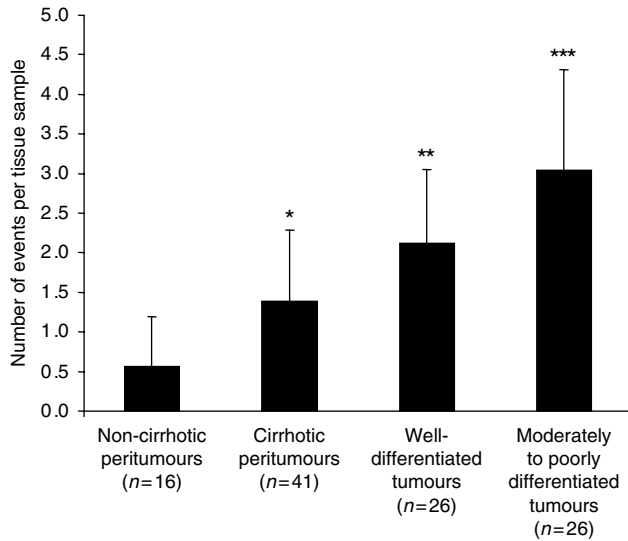 Number of events per tissue sample
5.0
4.5
4.0
3.5
3.0
2.5
2.0
1.5
1.0
0.5
0.0
*
**
***
Non-cirrhotic
peritumours
(n=16)
Cirrhotic
peritumours
(n=41)
Well-
differentiated
tumours
(n=26)
Moderately
to poorly
differentiated
tumours
(n=26)